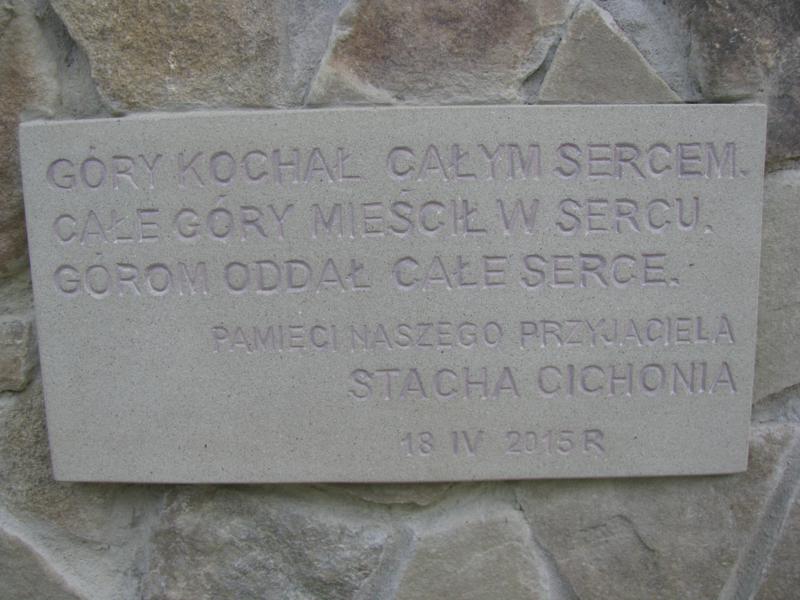 GÓRY KOCHAŁ CAŁYM SERCEM.
CAŁE GÓRY MIEŚCIŁ W SERCU.
GÓROM ODDAŁ CAŁE SERCE.
PAMIECI NASZEGO PRZYJACIELA
STACHA CICHONIA
18 IV 2015 R